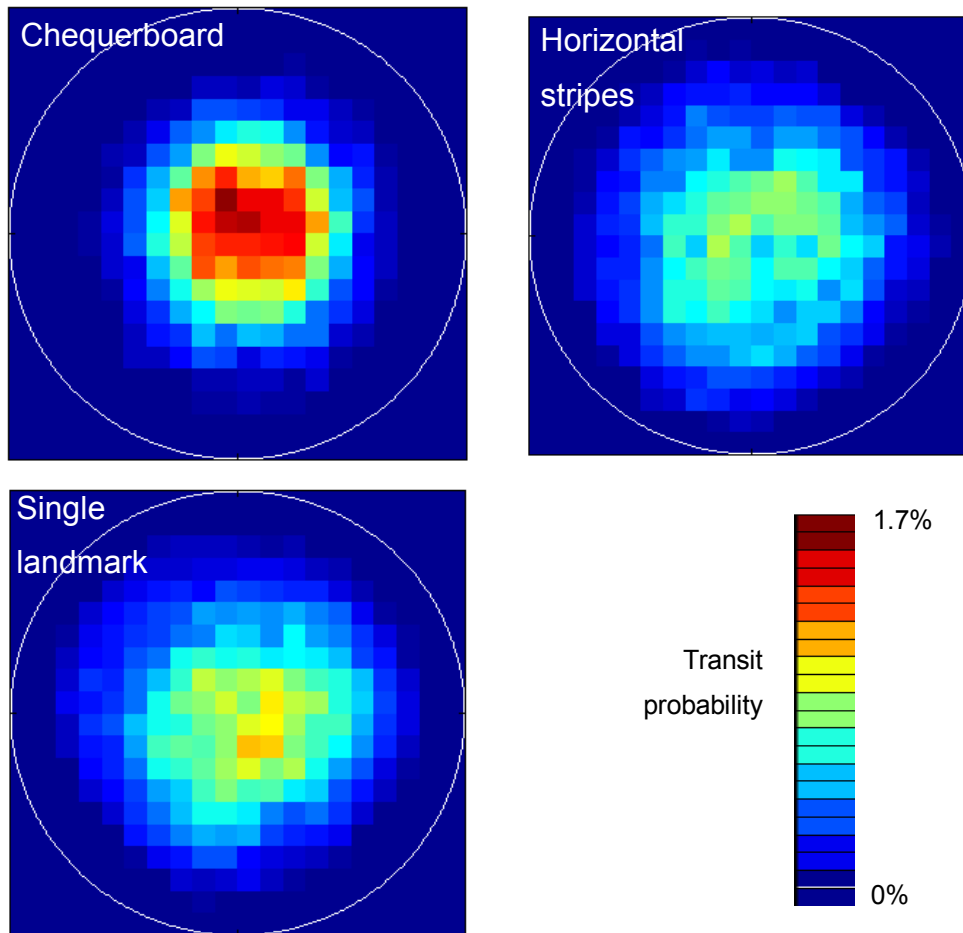 Chequerboard
Horizontal
stripes
Single
landmark
1.7%
Transit
probability
0%